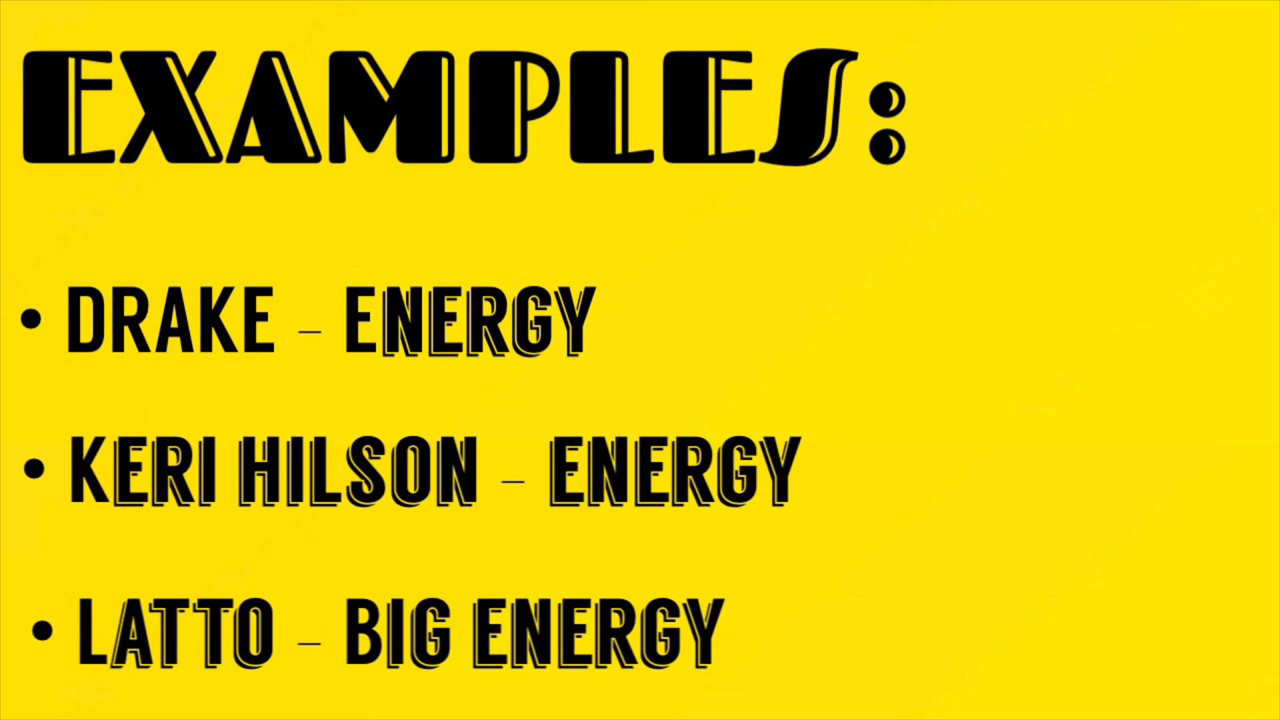 EXAMPLES:
• DRAKE – ENERGY
• KERI HILSON – ENERGY
• LATTO – BIG ENERGY